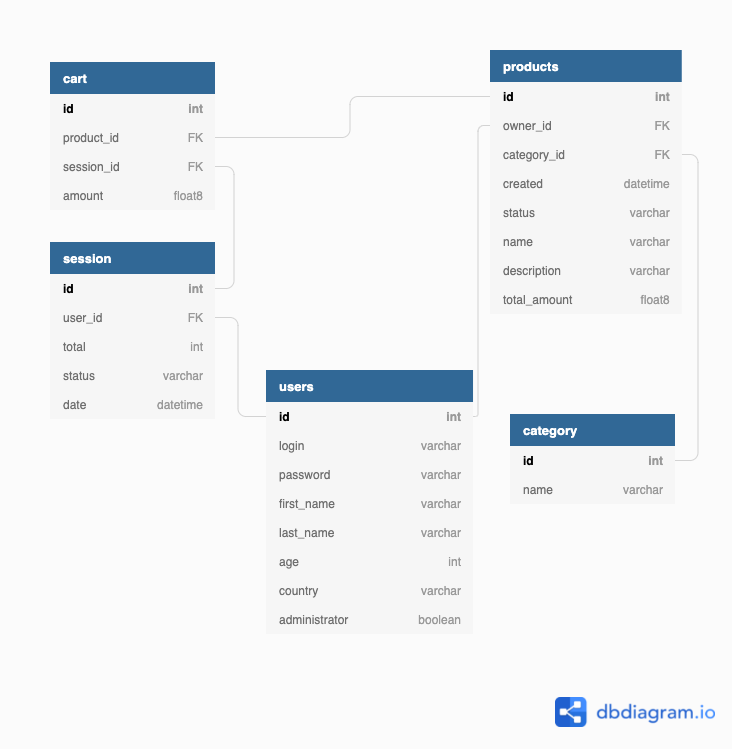 cart
id int
product_id FK
session_id FK
amount float8
session
id int
user_id FK
total int
status varchar
date datetime
users
id int
login varchar
password varchar
first_name varchar
last_name varchar
age int
country varchar
administrator boolean
products
id int
owner_id FK
category_id FK
created datetime
status varchar
name varchar
description varchar
total_amount float8
category
id int
name varchar
dbdiagram.io